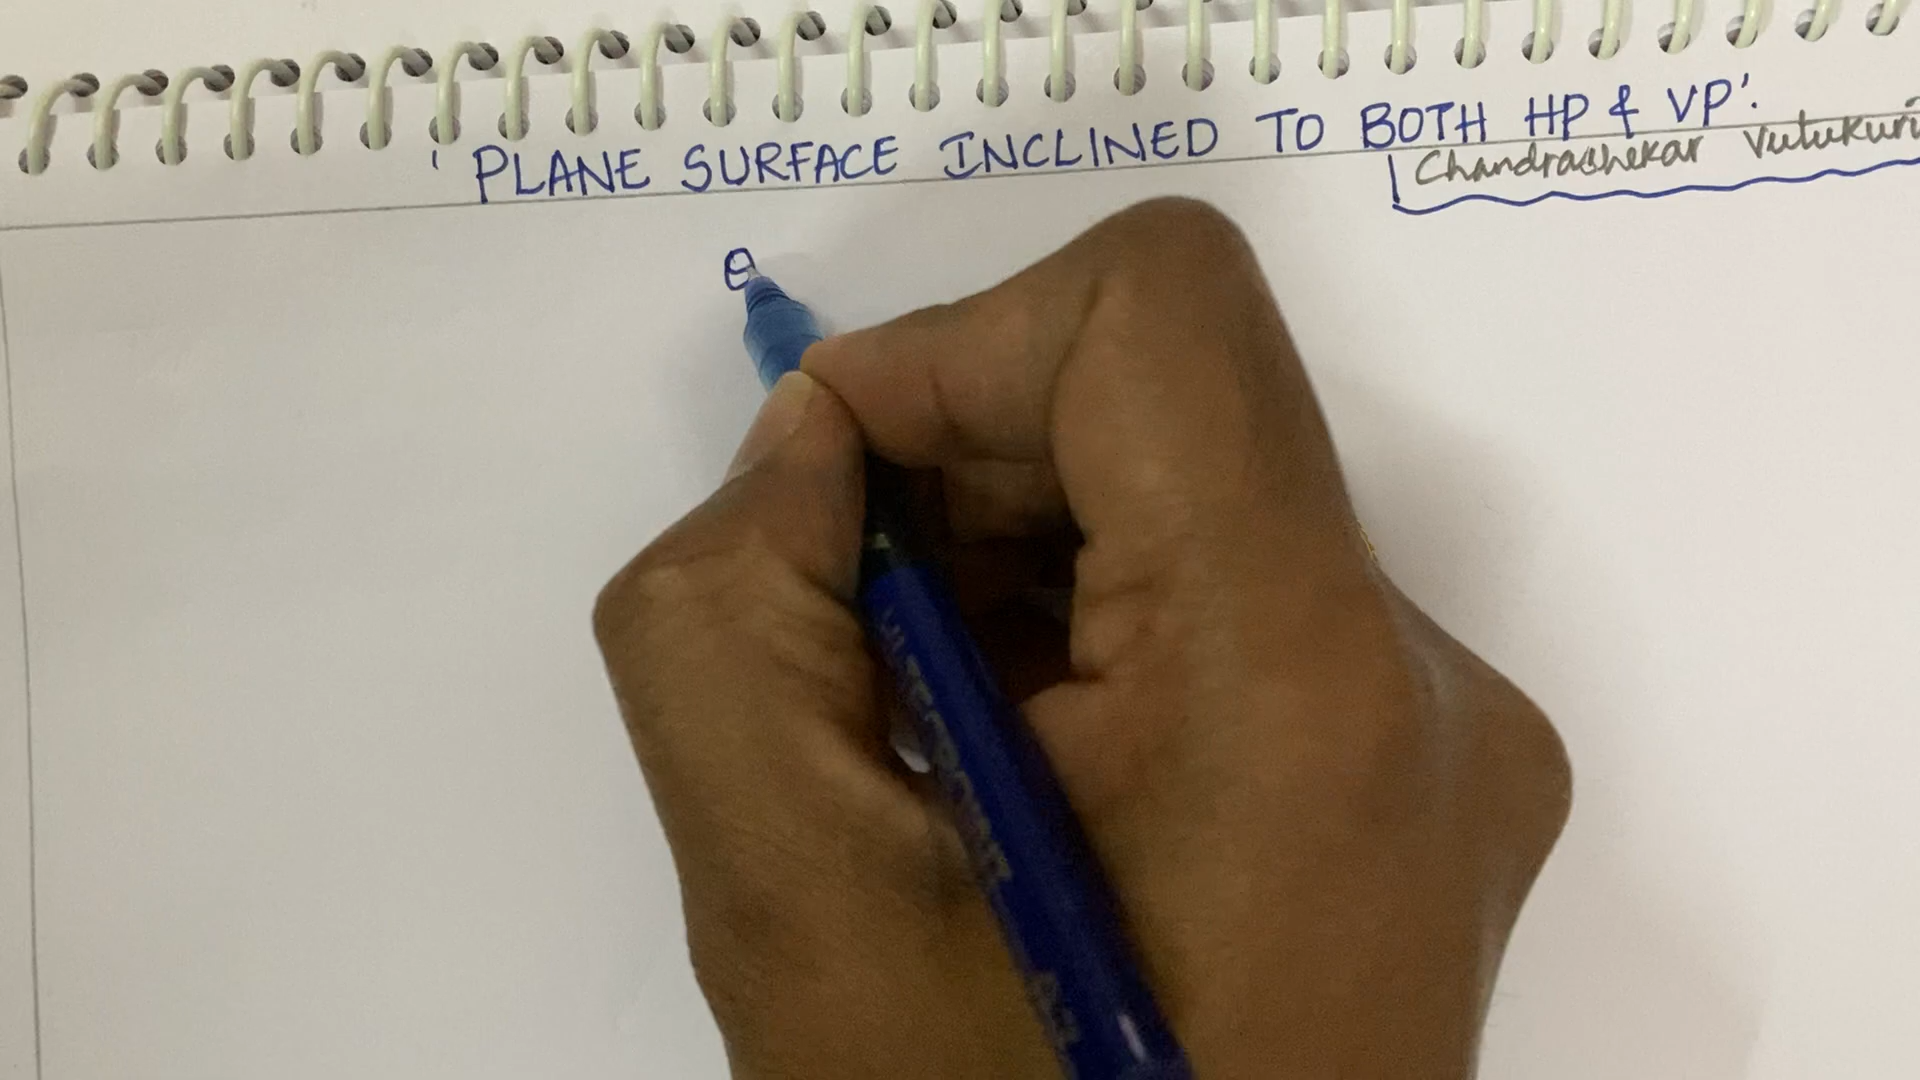 'PLANE SURFACE INCLINED TO BOTH HP & VP'.
Chandrashekar Vutukuri
θ